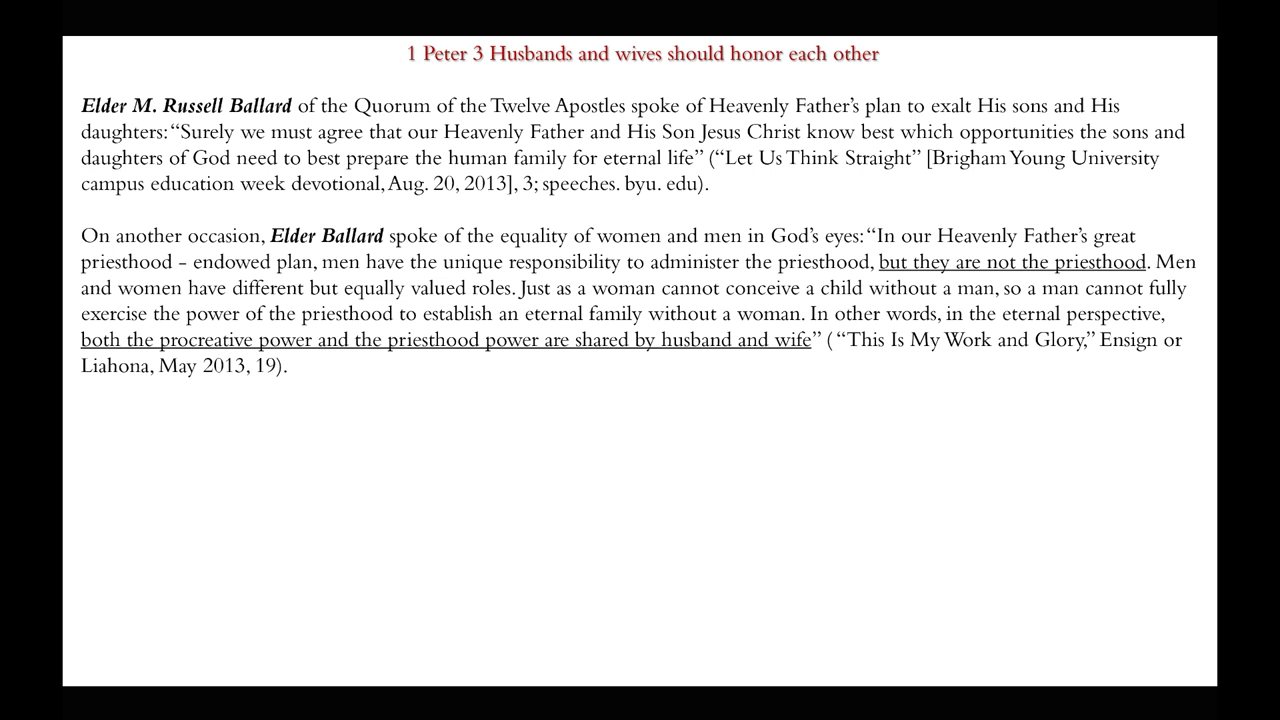 1 Peter 3 Husbands and wives should honor each other
Elder M. Russell Ballard of the Quorum of the Twelve Apostles spoke of Heavenly Father’s plan to exalt His sons and His
daughters: “Surely we must agree that our Heavenly Father and His Son Jesus Christ know best which opportunities the sons and
daughters of God need to best prepare the human family for eternal life” (“Let Us Think Straight” [Brigham Young University
campus education week devotional, Aug. 20, 2013], 3; speeches. byu. edu).
On another occasion, Elder Ballard spoke of the equality of women and men in God’s eyes: “In our Heavenly Father’s great
priesthood - endowed plan, men have the unique responsibility to administer the priesthood, but they are not the priesthood. Men
and women have different but equally valued roles. Just as a woman cannot conceive a child without a man, so a man cannot fully
exercise the power of the priesthood to establish an eternal family without a woman. In other words, in the eternal perspective,
both the procreative power and the priesthood power are shared by husband and wife” ( “This Is My Work and Glory,” Ensign or
Liahona, May 2013, 19).